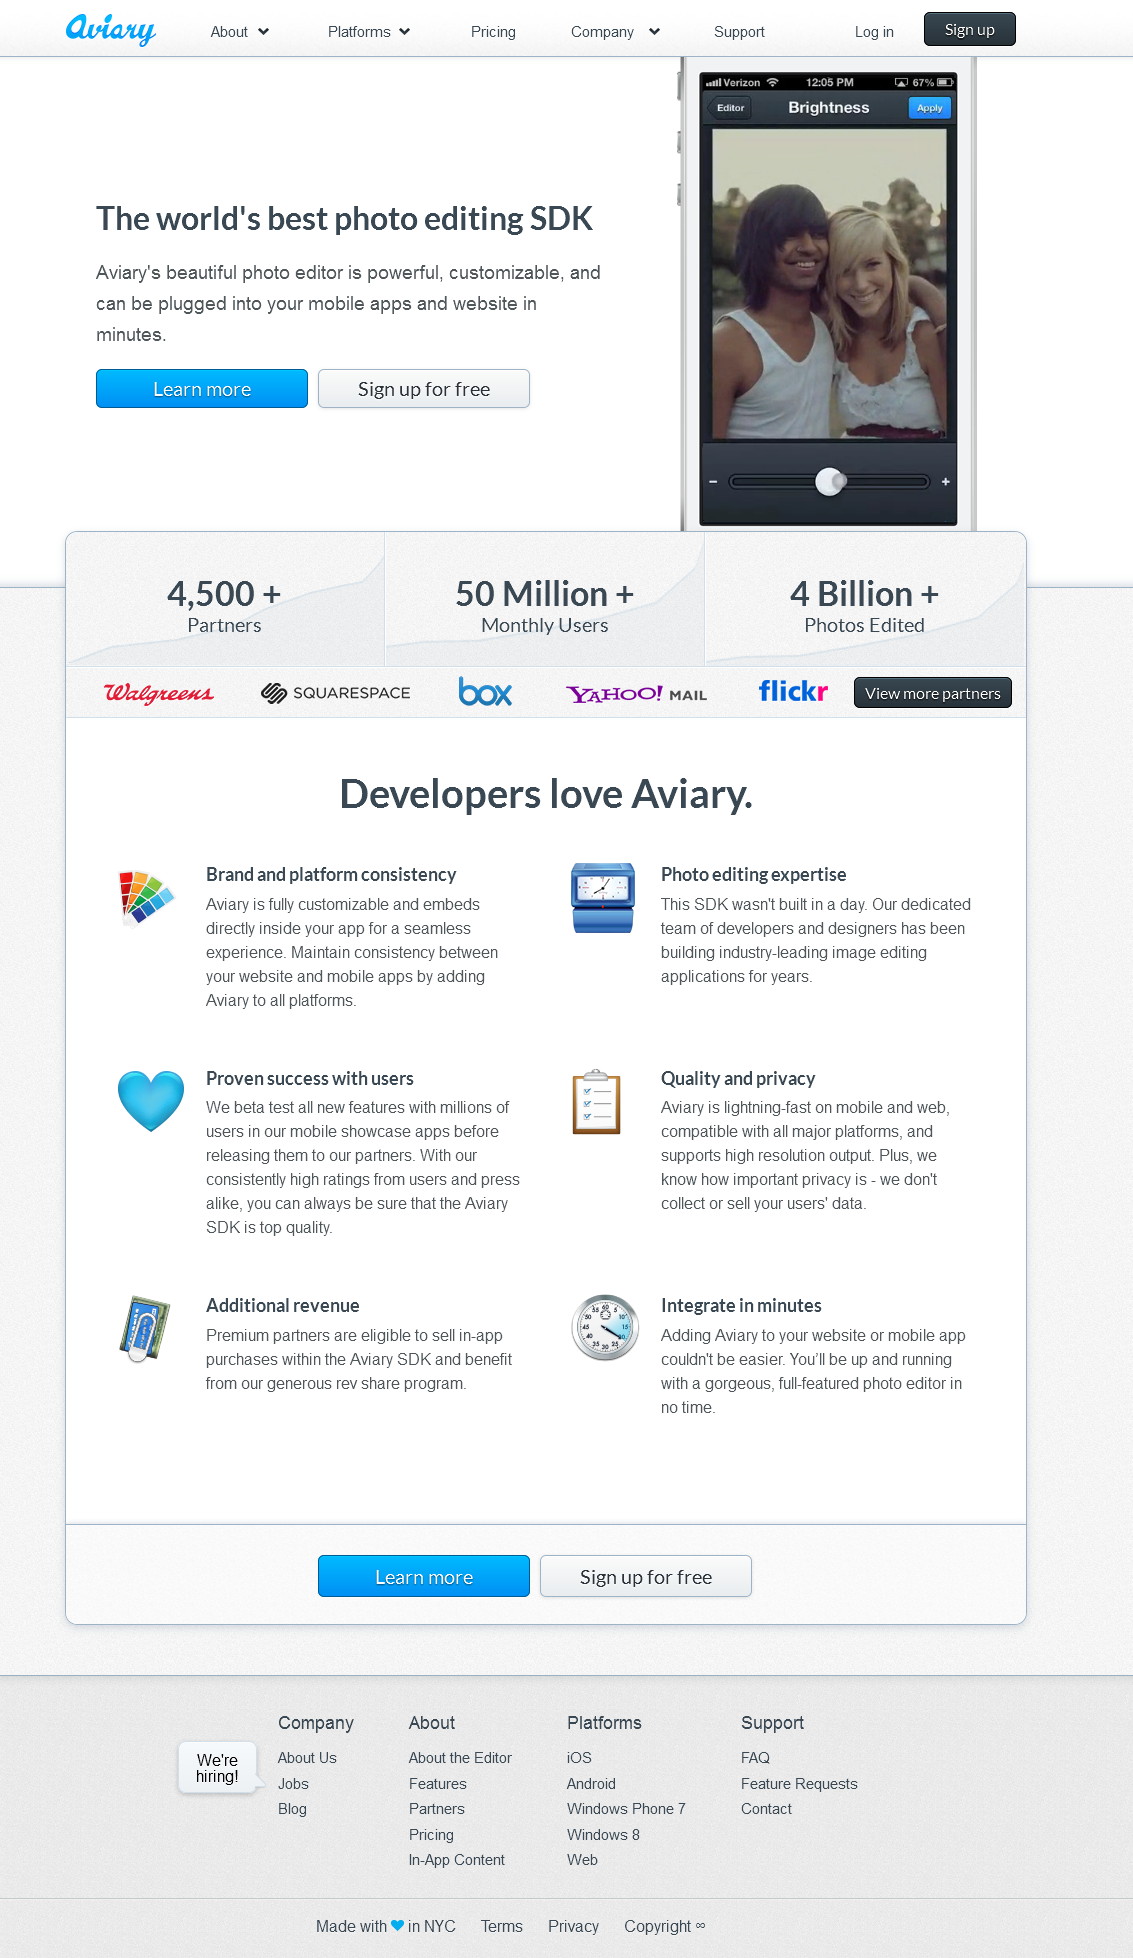 Aviary
About
Platforms
Pricing
Company
Support
Log in
Sign up
Verizon
12:05 PM
67%
Editor
Brightness
Apply
The world's best photo editing SDK
Aviary's beautiful photo editor is powerful, customizable, and
can be plugged into your mobile apps and website in
minutes.
Learn more
Sign up for free
4,500 +
Partners
50 Million +
Monthly Users
4 Billion +
Photos Edited
Walgreens
SQUARESPACE
box
YAHOO! MAIL
flickr
View more partners
Developers love Aviary.
Brand and platform consistency
Aviary is fully customizable and embeds
directly inside your app for a seamless
experience. Maintain consistency between
your website and mobile apps by adding
Aviary to all platforms.
Photo editing expertise
This SDK wasn't built in a day. Our dedicated
team of developers and designers has been
building industry-leading image editing
applications for years.
Proven success with users
We beta test all new features with millions of
users in our mobile showcase apps before
releasing them to our partners. With our
consistently high ratings from users and press
alike, you can always be sure that the Aviary
SDK is top quality.
Quality and privacy
Aviary is lightning-fast on mobile and web,
compatible with all major platforms, and
supports high resolution output. Plus, we
know how important privacy is - we don't
collect or sell your users' data.
Additional revenue
Premium partners are eligible to sell in-app
purchases within the Aviary SDK and benefit
from our generous rev share program.
Integrate in minutes
Adding Aviary to your website or mobile app
couldn't be easier. You’ll be up and running
with a gorgeous, full-featured photo editor in
no time.
Learn more
Sign up for free
We're
hiring!
Company
About Us
Jobs
Blog
About
About the Editor
Features
Partners
Pricing
In-App Content
Platforms
iOS
Android
Windows Phone 7
Windows 8
Web
Support
FAQ
Feature Requests
Contact
Made with ♥ in NYC
Terms
Privacy
Copyright ∞